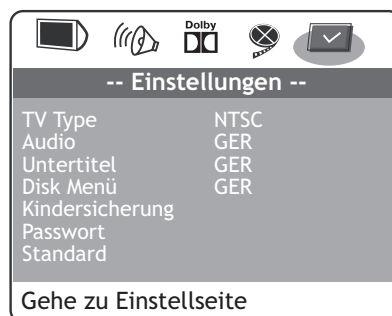 Dolby
-- Einstellungen --
TV Type NTSC
Audio GER
Untertitel GER
Disk Menü GER
Kindersicherung
Passwort
Standard
Gehe zu Einstellseite